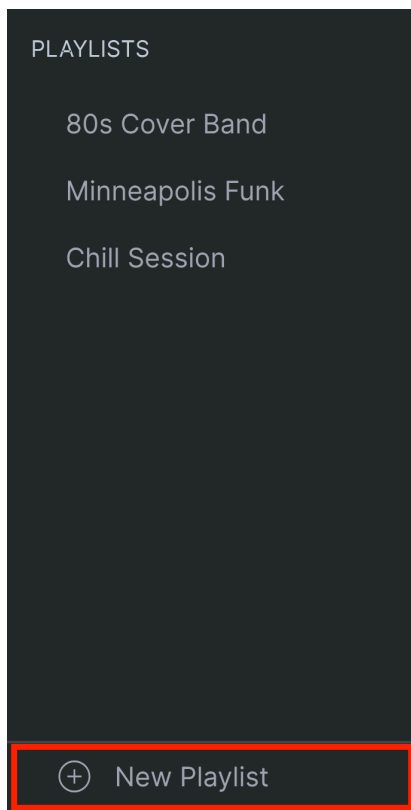 PLAYLISTS
80s Cover Band
Minneapolis Funk
Chill Session
New Playlist